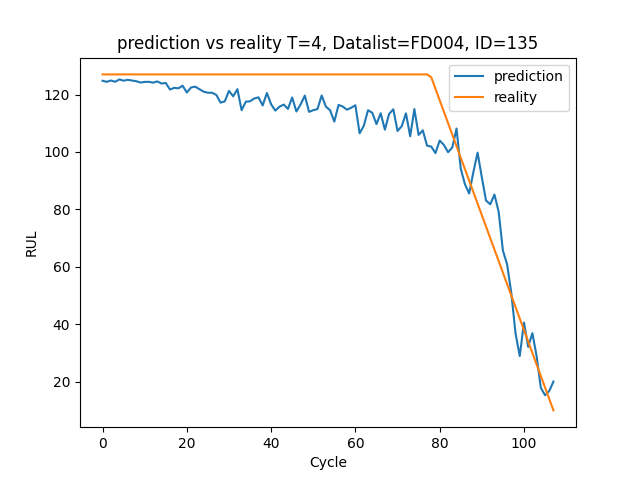 prediction vs reality T=4, Datalist=FD004, ID=135
prediction
reality
RUL
120
100
80
60
40
20
0 20 40 60 80 100
Cycle